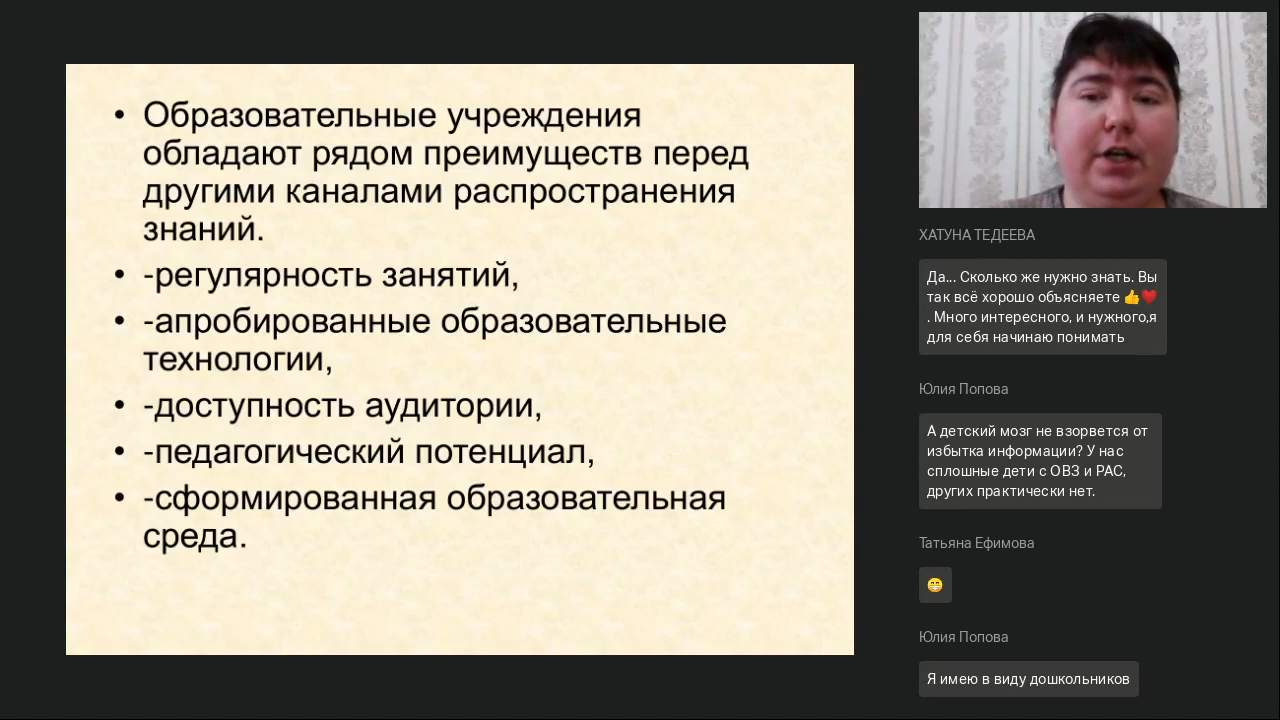 • Образовательные учреждения
обладают рядом преимуществ перед
другими каналами распространения
знаний.
• -регулярность занятий,
• -апробированные образовательные
технологии,
• -доступность аудитории,
• -педагогический потенциал,
• -сформированная образовательная
среда.
ХАТУНА ТЕДЕЕВА
Да... Сколько же нужно знать. Вы
так всё хорошо объясняете 👍❤️
. Много интересного, и нужного,я
для себя начинаю понимать
Юлия Попова
А детский мозг не взорвется от
избытка информации? У нас
сплошные дети с ОВЗ и РАС,
других практически нет.
Татьяна Ефимова
😁
Юлия Попова
Я имею в виду дошкольников